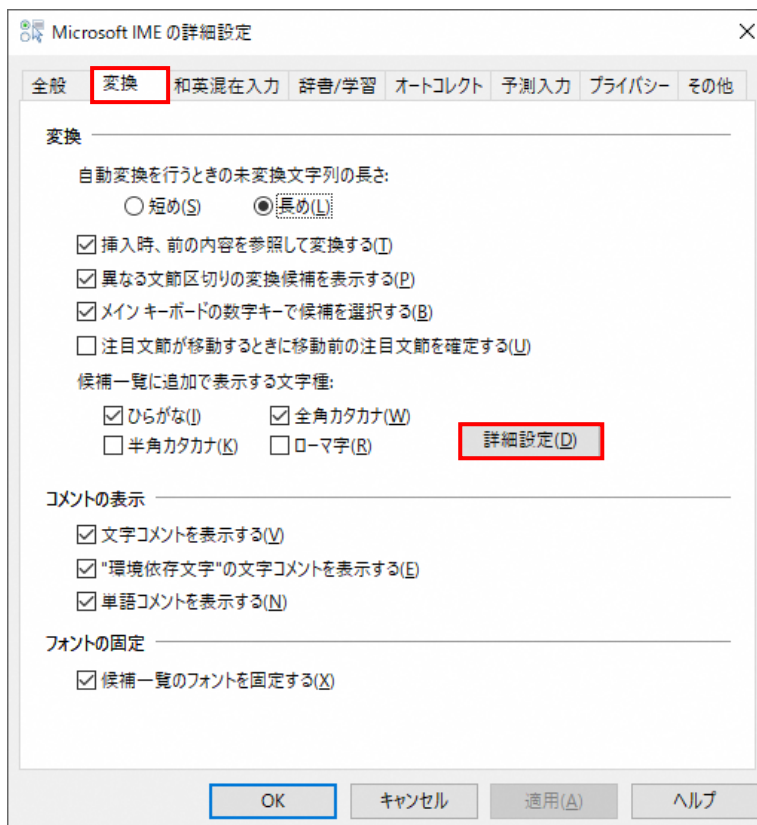 Microsoft IME の詳細設定
全般 変換 和英混在入力 辞書/学習 オートコレクト 予測入力 プライバシー その他
変換
自動変換を行うときの未変換文字列の長さ:
短め(S) 長め(L)
挿入時、前の内容を参照して変換する(T)
異なる文節区切りの変換候補を表示する(P)
メイン キーボードの数字キーで候補を選択する(B)
注目文節が移動するときに移動前の注目文節を確定する(U)
候補一覧に追加で表示する文字種:
ひらがな(I) 全角カタカナ(W)
半角カタカナ(K) ローマ字(R) 詳細設定(D)
コメントの表示
文字コメントを表示する(V)
"環境依存文字"の文字コメントを表示する(E)
単語コメントを表示する(N)
フォントの固定
候補一覧のフォントを固定する(X)
OK キャンセル 適用(A) ヘルプ